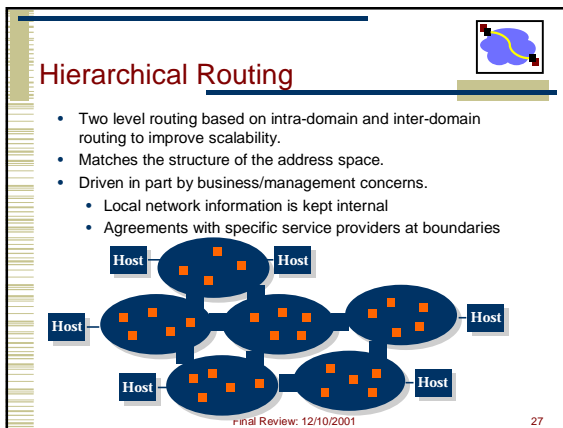 Hierarchical Routing
• Two level routing based on intra-domain and inter-domain
routing to improve scalability.
• Matches the structure of the address space.
• Driven in part by business/management concerns.
• Local network information is kept internal
• Agreements with specific service providers at boundaries
Host
Host
Host
Host
Host
Host
Final Review: 12/10/2001
27